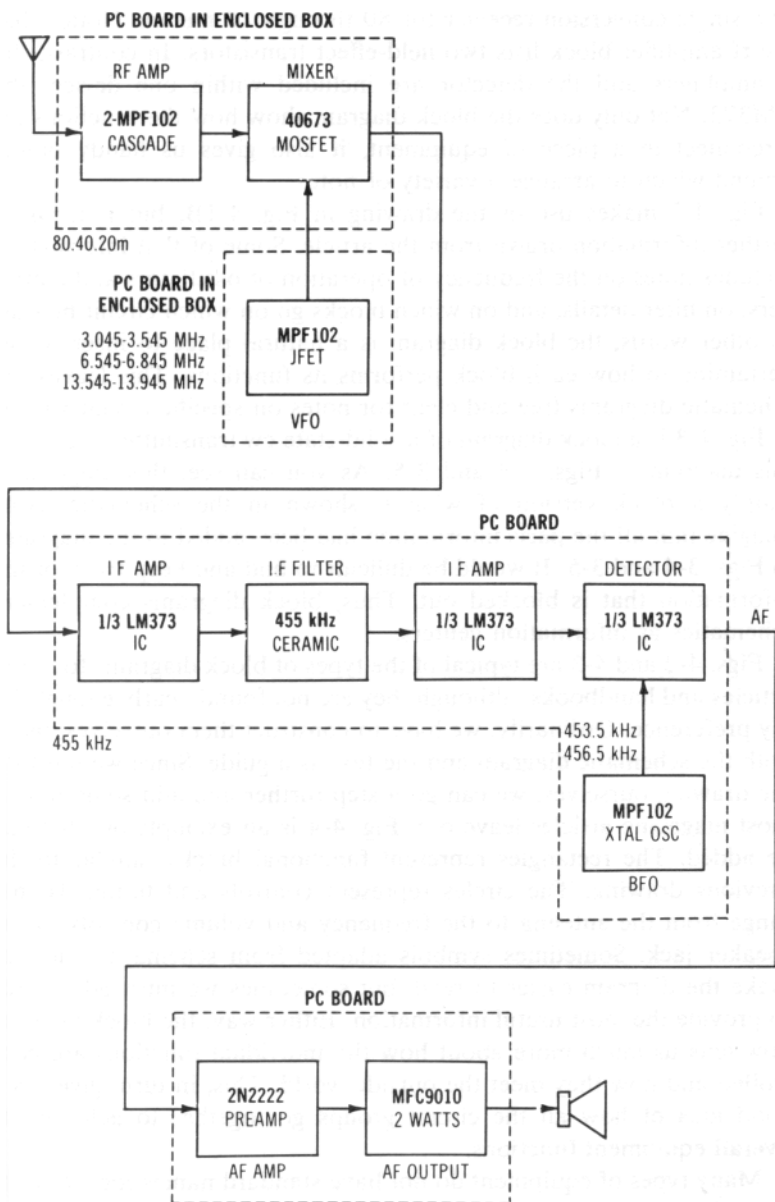 PC BOARD IN ENCLOSED BOX
RF AMP
MIXER
2-MPF102
CASCADE
40673
MOSFET
80.40.20m
PC BOARD IN
ENCLOSED BOX
3.045-3.545 MHz
6.545-6.845 MHz
13.545-13.945 MHz
MPF102
JFET
VFO
PC BOARD
I F AMP
I F FILTER
I F AMP
DETECTOR
AF
1/3 LM373
IC
455 kHz
CERAMIC
1/3 LM373
IC
1/3 LM373
IC
455 kHz
453.5 kHz
456.5 kHz
MPF102
XTAL OSC
BFO
PC BOARD
2N2222
PREAMP
MFC9010
2 WATTS
AF AMP
AF OUTPUT